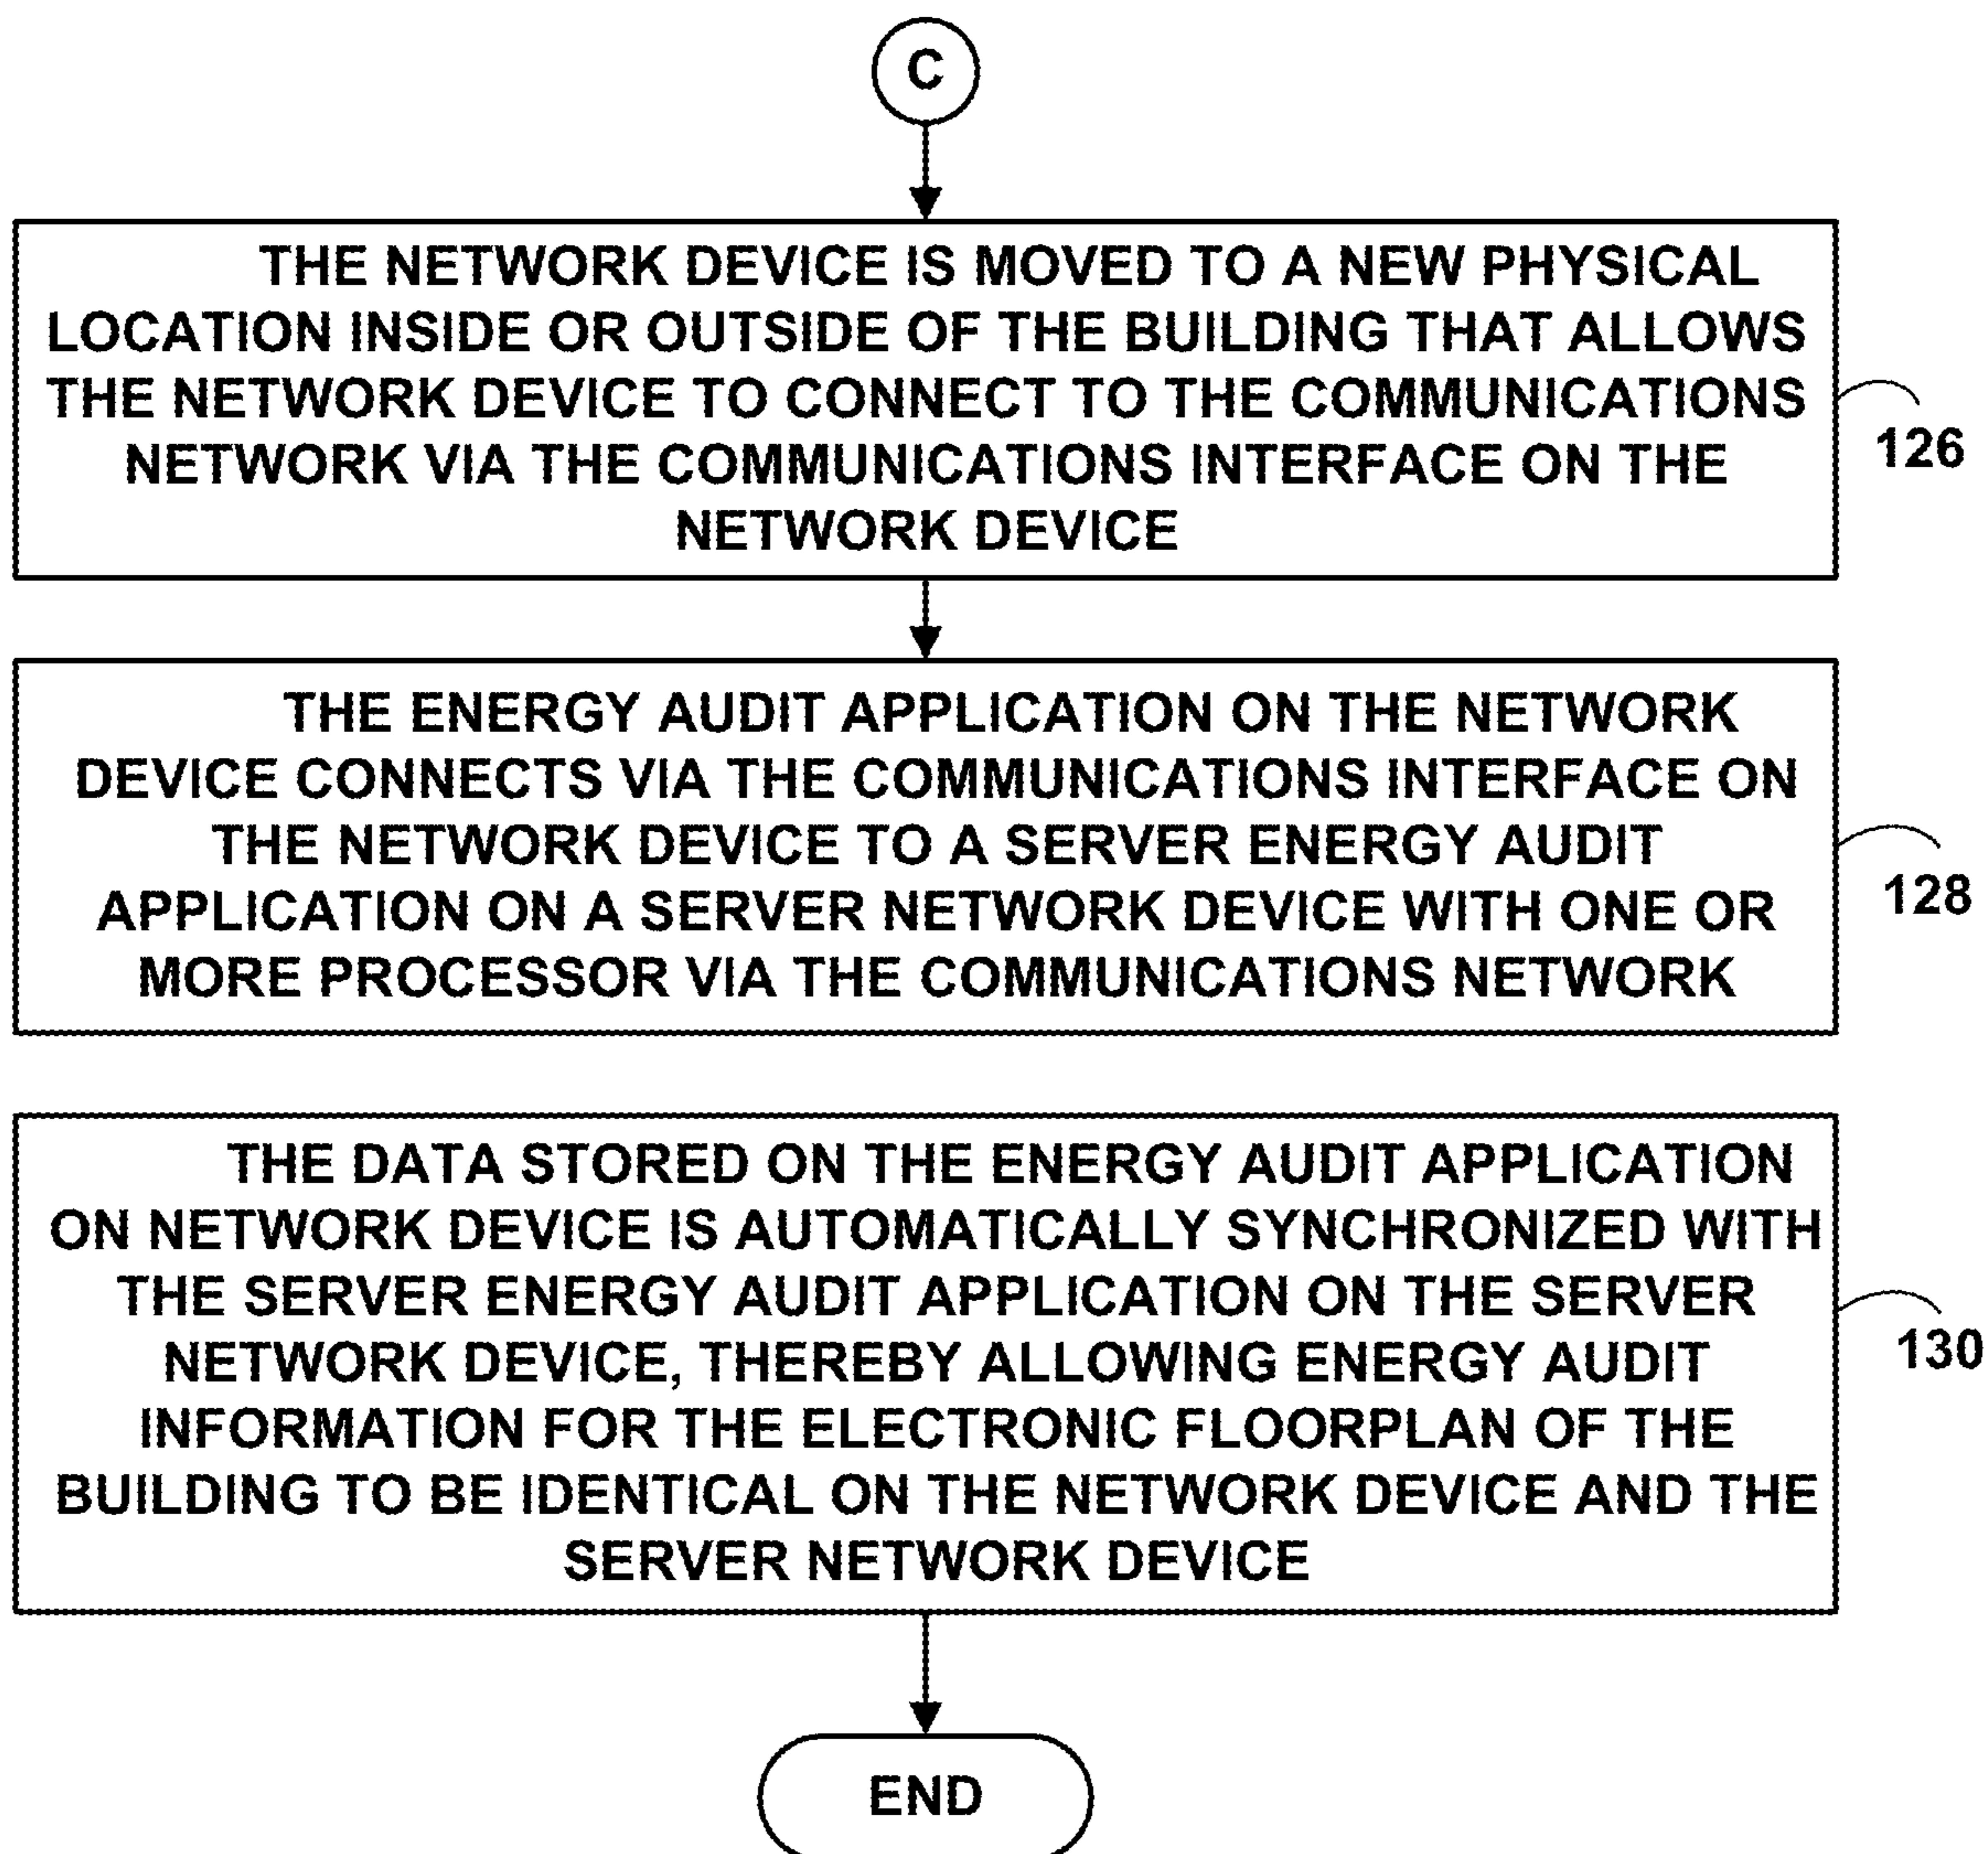 C
THE NETWORK DEVICE IS MOVED TO A NEW PHYSICAL
LOCATION INSIDE OR OUTSIDE OF THE BUILDING THAT ALLOWS
THE NETWORK DEVICE TO CONNECT TO THE COMMUNICATIONS
NETWORK VIA THE COMMUNICATIONS INTERFACE ON THE
NETWORK DEVICE
126
THE ENERGY AUDIT APPLICATION ON THE NETWORK
DEVICE CONNECTS VIA THE COMMUNICATIONS INTERFACE ON
THE NETWORK DEVICE TO A SERVER ENERGY AUDIT
APPLICATION ON A SERVER NETWORK DEVICE WITH ONE OR
MORE PROCESSOR VIA THE COMMUNICATIONS NETWORK
128
THE DATA STORED ON THE ENERGY AUDIT APPLICATION
ON NETWORK DEVICE IS AUTOMATICALLY SYNCHRONIZED WITH
THE SERVER ENERGY AUDIT APPLICATION ON THE SERVER
NETWORK DEVICE, THEREBY ALLOWING ENERGY AUDIT
INFORMATION FOR THE ELECTRONIC FLOORPLAN OF THE
BUILDING TO BE IDENTICAL ON THE NETWORK DEVICE AND THE
SERVER NETWORK DEVICE
130
END